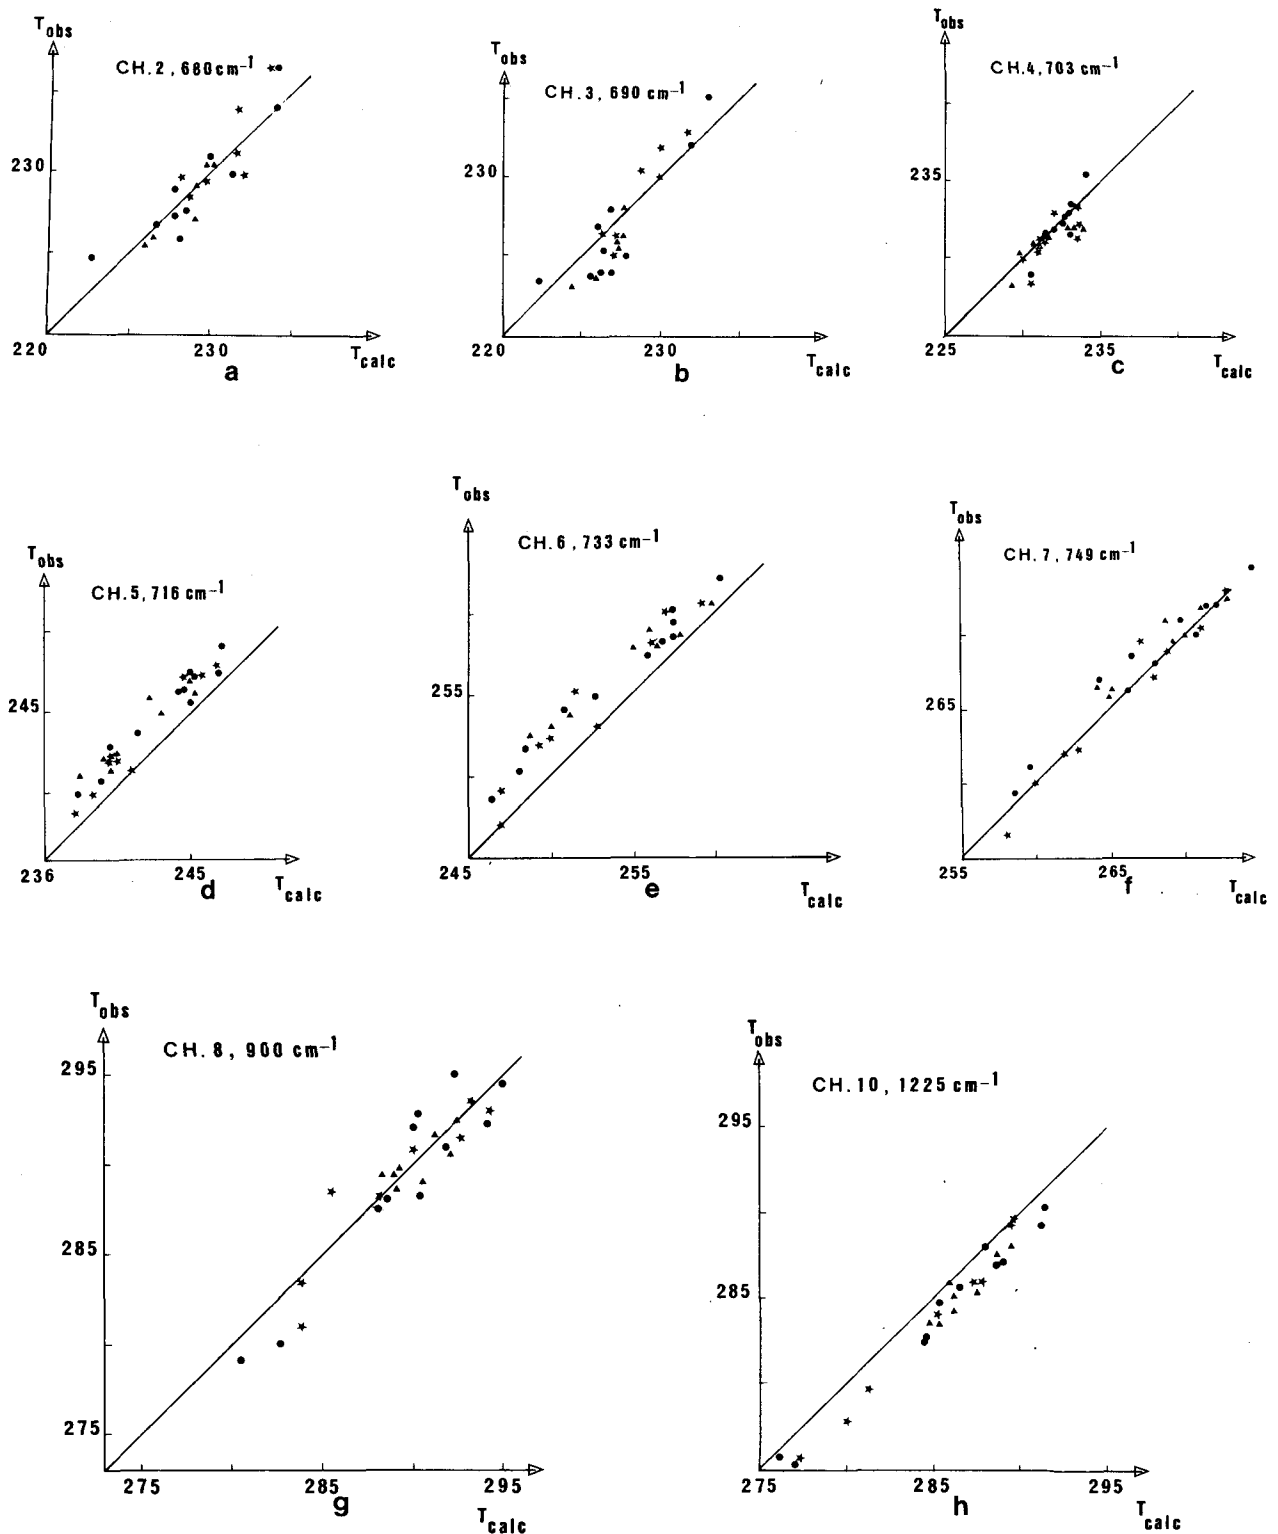 Tobs
CH.2, 680 cm⁻¹
230
220
230
Tcalc
a
Tobs
CH.3, 690 cm⁻¹
230
220
230
Tcalc
b
Tobs
CH.4, 703 cm⁻¹
235
225
235
Tcalc
c
Tobs
CH.5, 716 cm⁻¹
245
236
245
Tcalc
d
Tobs
CH.6, 733 cm⁻¹
255
245
255
Tcalc
e
Tobs
CH.7, 749 cm⁻¹
265
255
265
Tcalc
f
Tobs
CH.8, 900 cm⁻¹
295
285
275
275
285
295
Tcalc
g
Tobs
CH.10, 1225 cm⁻¹
295
285
275
285
295
Tcalc
h